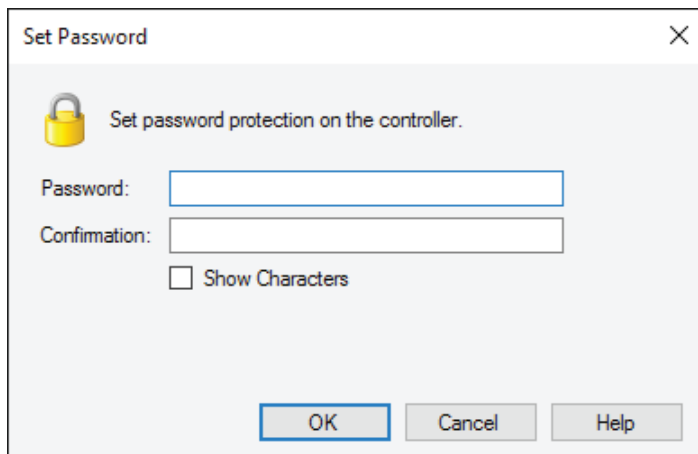 Set Password
Set password protection on the controller.
Password:
Confirmation:
Show Characters
OK Cancel Help